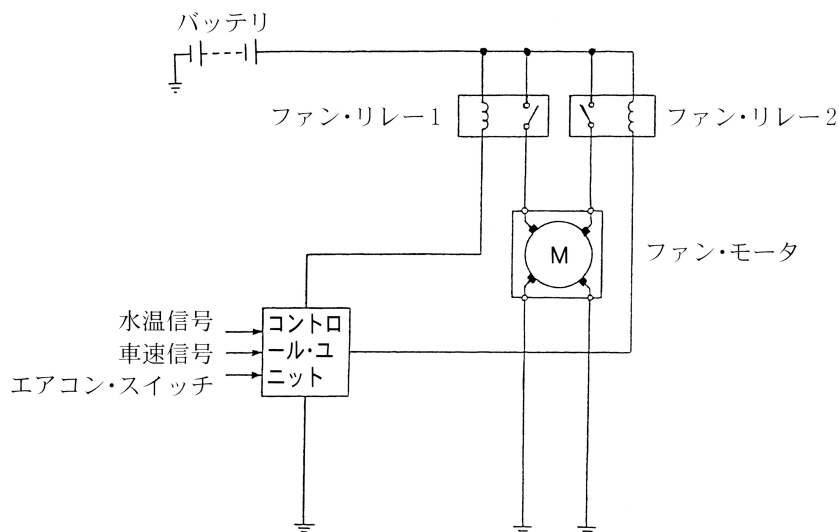 バッテリ
ファン・リレー1
ファン・リレー2
M
ファン・モータ
水温信号
車速信号
エアコン・スイッチ
コントロ
ール・ユ
ニット